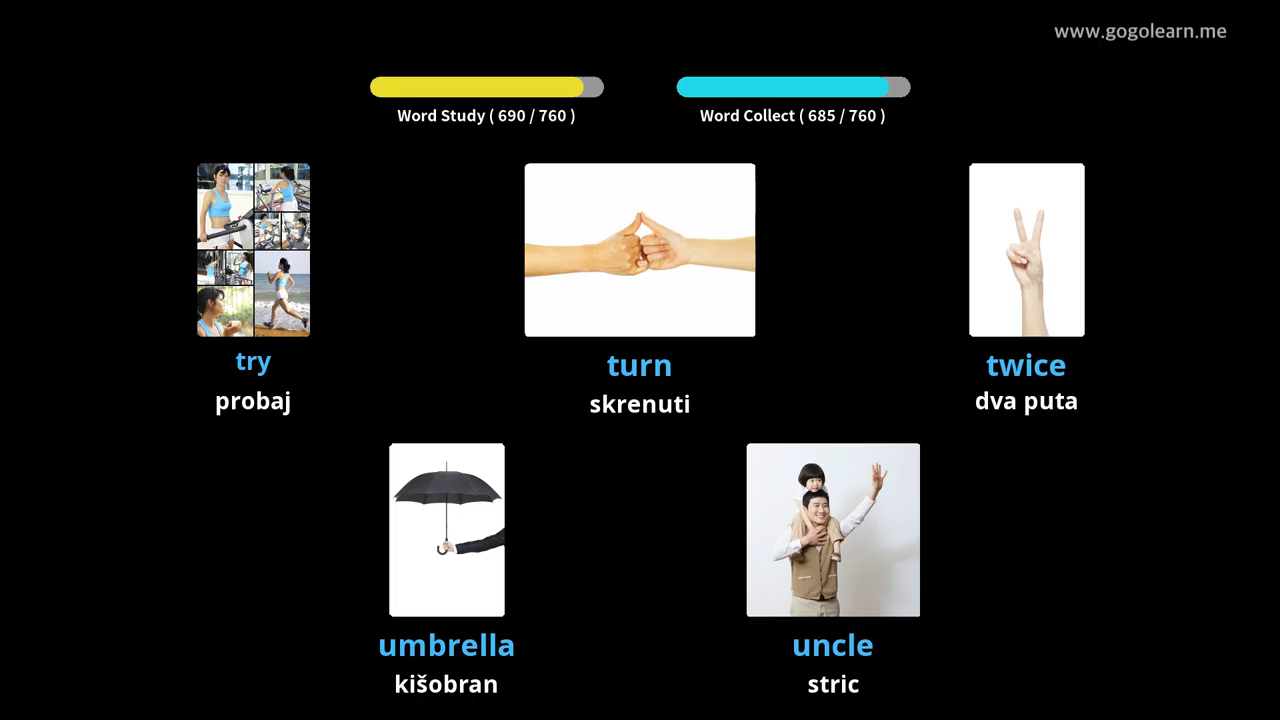 www.gogolearn.me
Word Study ( 690 / 760 )
Word Collect ( 685 / 760 )
try
turn
twice
probaj
skrenuti
dva puta
umbrella
uncle
kišobran
stric